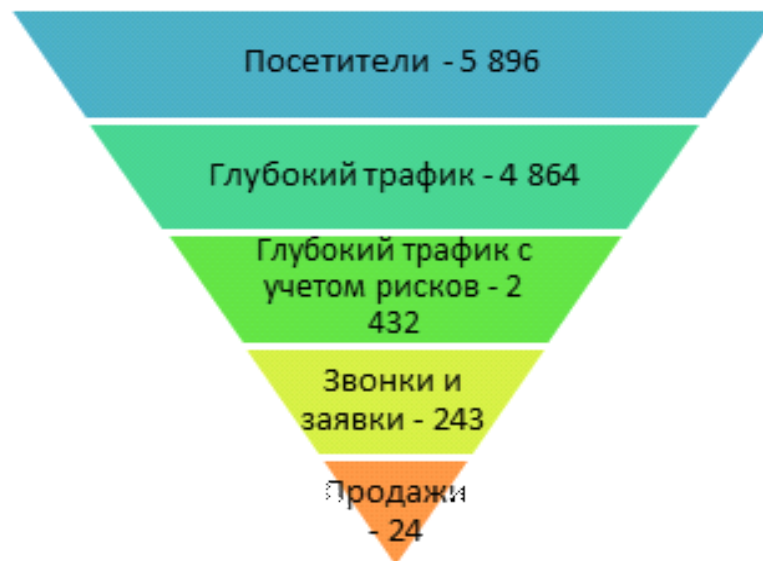 Посетители - 5 896
Глубокий трафик - 4 864
Глубокий трафик с
учетом рисков - 2
432
Звонки и
заявки - 243
Продажи
- 24